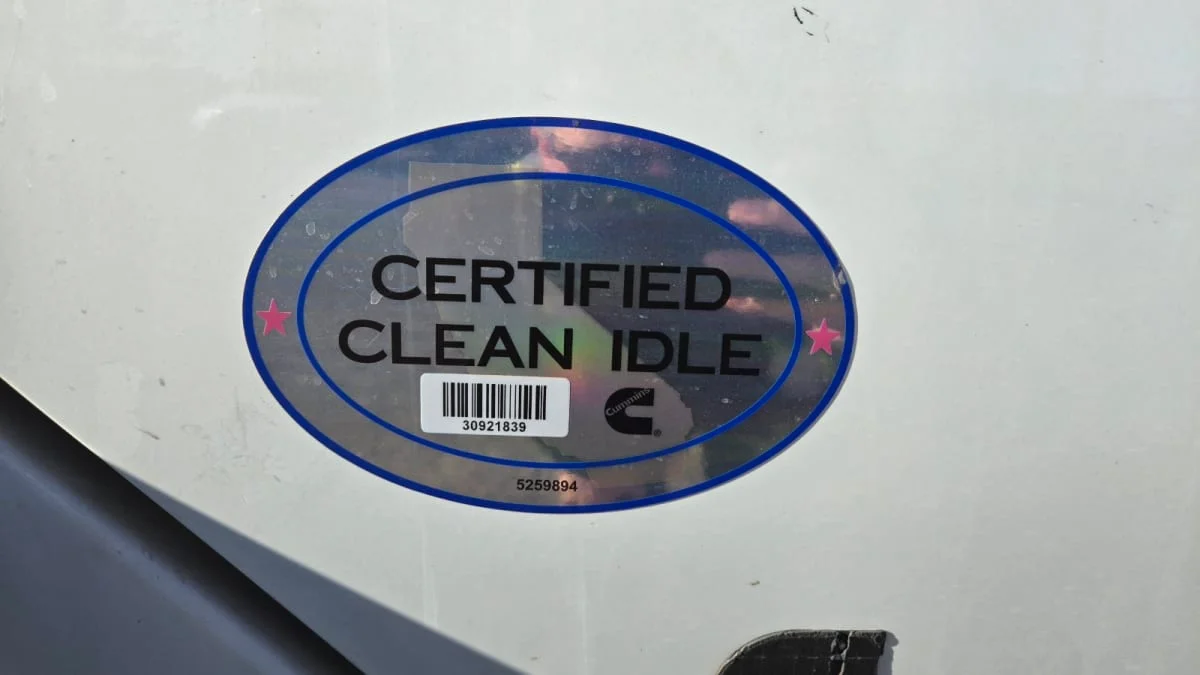 CERTIFIED
CLEAN IDLE
30921839
Cummins
®
5259894